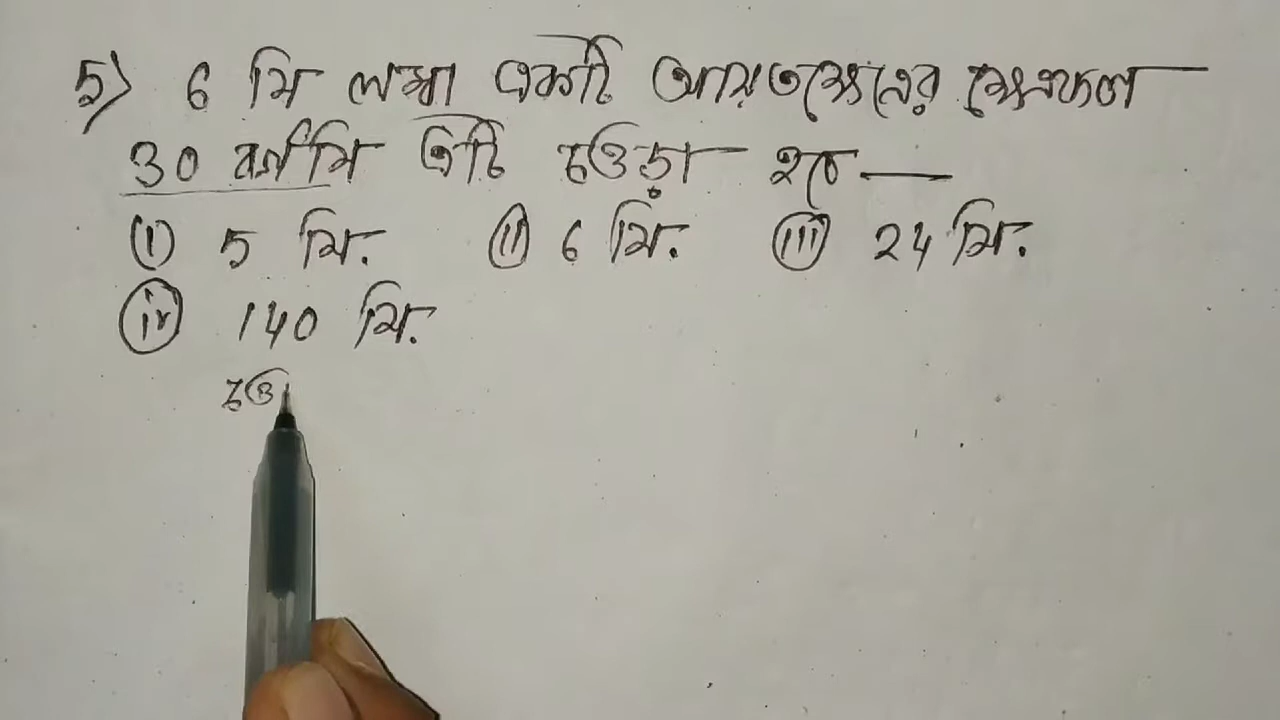 5) 6 মি লম্বা একটি আয়তক্ষেত্রের ক্ষেত্রফল
30 বর্গমি এটি চওড়া হবে —
(i) 5 মি. (ii) 6 মি. (iii) 24 মি.
(iv) 140 মি.
চও